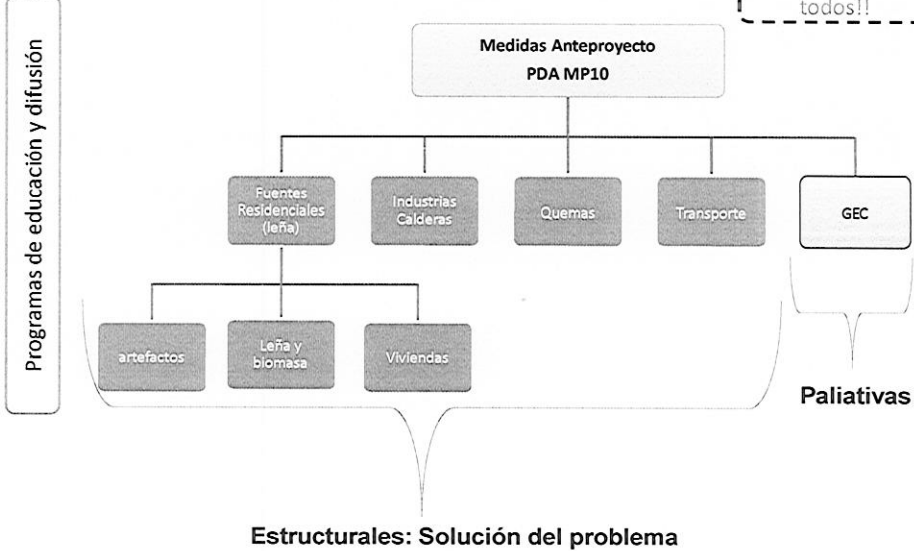 todos!!
Programas de educación y difusión
Medidas Anteproyecto
PDA MP10
Fuentes
Residenciales
(leña)
Industrias
Calderas
Quemas
Transporte
GEC
artefactos
Leña y
biomasa
Viviendas
Paliativas
Estructurales: Solución del problema